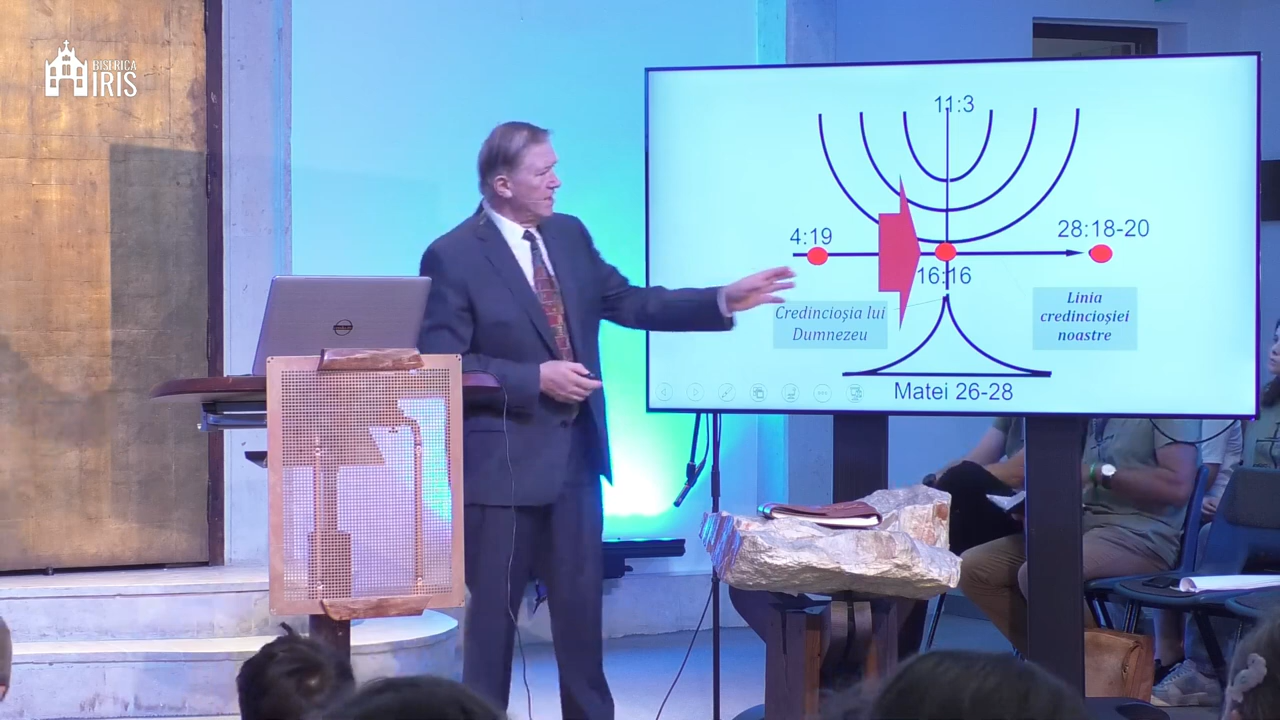 BISERICA
IRIS
11:3
4:19
28:18-20
16:16
Credincioșia lui
Dumnezeu
Linia
credincioșiei
noastre
Matei 26-28